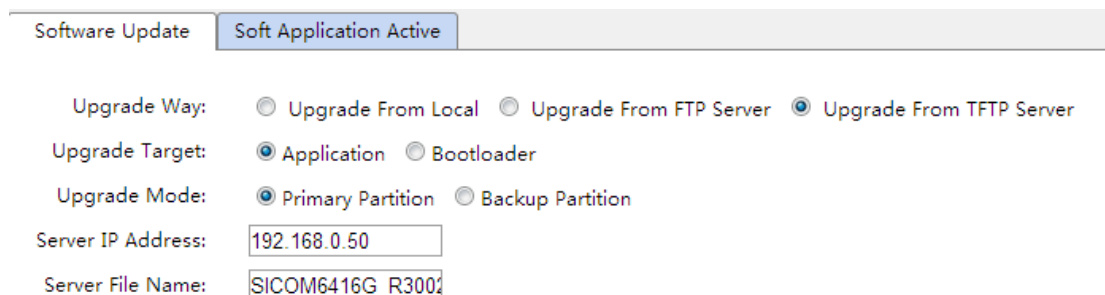 Software Update Soft Application Active
Upgrade Way: Upgrade From Local Upgrade From FTP Server Upgrade From TFTP Server
Upgrade Target: Application Bootloader
Upgrade Mode: Primary Partition Backup Partition
Server IP Address: 192.168.0.50
Server File Name: SICOM6416G_R3002